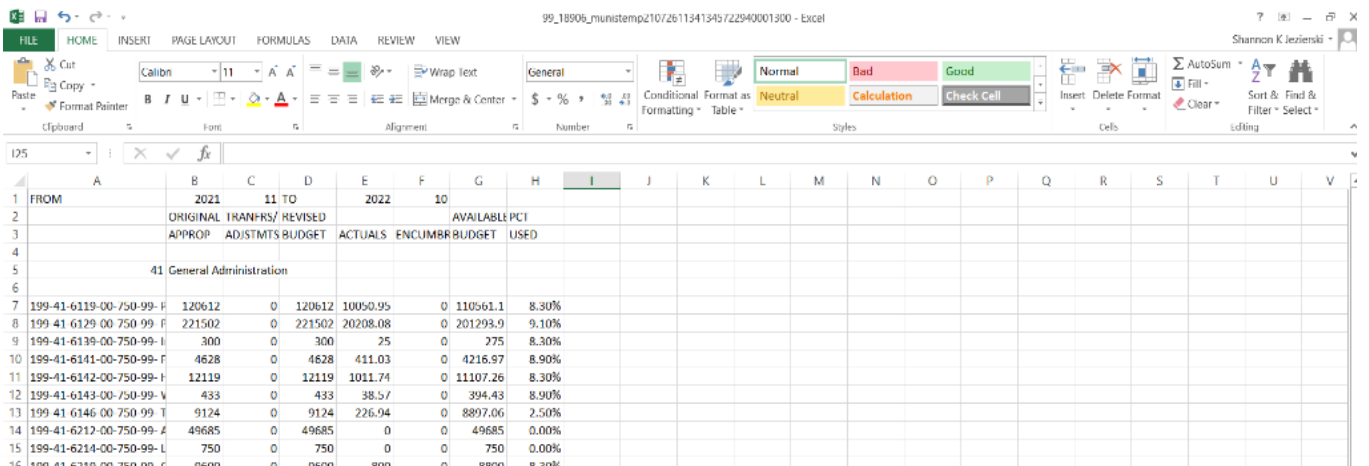 99_18906_munistemp21072611341345722940001300 - Excel
FILE HOME INSERT PAGE LAYOUT FORMULAS DATA REVIEW VIEW Shannon K Jezierski
Cut
Copy
Format Painter
Paste
Clipboard
Calibri 11
B I U
Font
Wrap Text
Merge & Center
Alignment
General
$ % ,
Number
Conditional Formatting
Format as Table
Normal Bad Good
Neutral Calculation Check Cell
Styles
Insert Delete Format
Cells
AutoSum
Fill
Clear
Sort & Filter
Find & Select
Editing
I25 fx
A B C D E F G H I J K L M N O P Q R S T U V
1 FROM 2021 11 TO 2022 10
2 ORIGINAL TRANFRS/ REVISED AVAILABLE PCT
3 APPROP ADJSTMTS BUDGET ACTUALS ENCUMBR BUDGET USED
4
5 41 General Administration
6
7 199-41-6119-00-750-99- 120612 0 120612 10050.95 0 110561.1 8.30%
8 199-41-6129-00-750-99- 221502 0 221502 20208.08 0 201293.9 9.10%
9 199-41-6139-00-750-99- 300 0 300 25 0 275 8.30%
10 199-41-6141-00-750-99- 4628 0 4628 411.03 0 4216.97 8.90%
11 199-41-6142-00-750-99- 12119 0 12119 1011.74 0 11107.26 8.30%
12 199-41-6143-00-750-99- 433 0 433 38.57 0 394.43 8.90%
13 199-41-6146-00-750-99- 9124 0 9124 226.94 0 8897.06 2.50%
14 199-41-6212-00-750-99- 49685 0 49685 0 0 49685 0.00%
15 199-41-6214-00-750-99- 750 0 750 0 0 750 0.00%